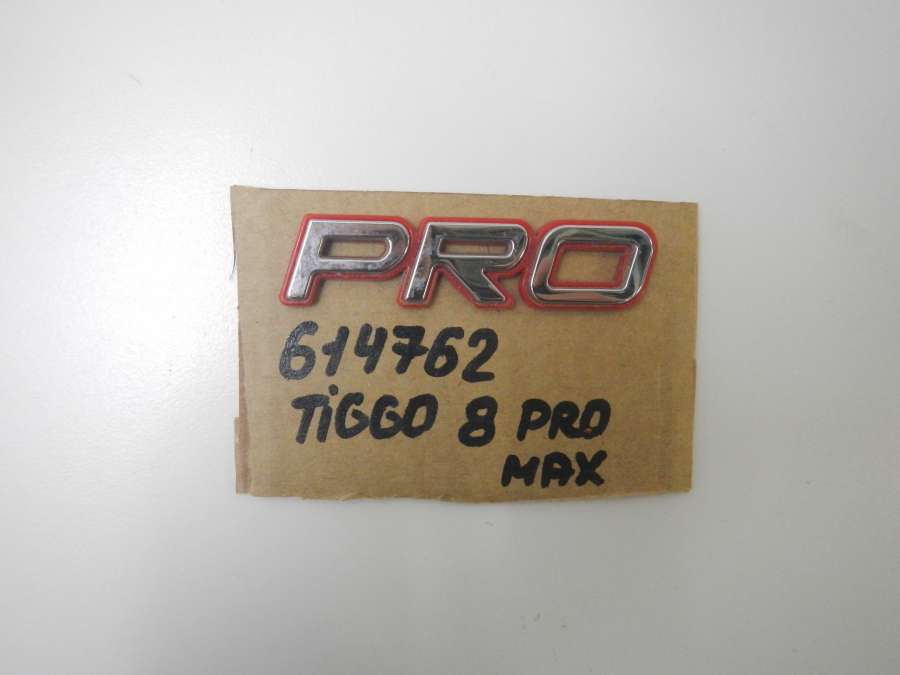 PRO
614762
TiGGO 8 PRO
MAX